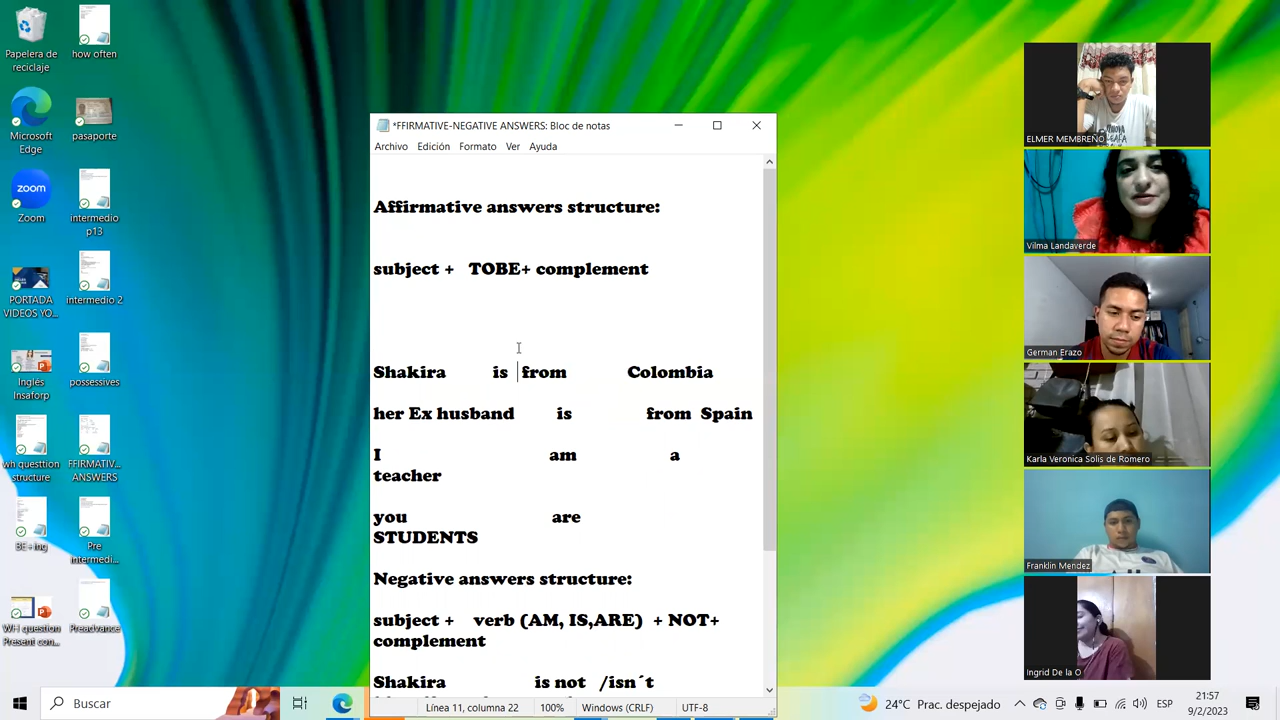 Papelera de
reciclaje
how often
Microsoft
Edge
pasaporte
zoom
Zoom
intermedio
p13
PORTADA
VIDEOS YO...
intermedio 2
Inglés
Insaforp
possessives
wh questtion
structure
FFIRMATIV...
ANSWERS
BE - ing
Pre
intermedio
WH question
Present con...
Preadvance
*FFIRMATIVE-NEGATIVE ANSWERS: Bloc de notas
Archivo Edición Formato Ver Ayuda
Affirmative answers structure:
subject + TOBE+ complement
Shakira is from Colombia
her Ex husband is from Spain
I am a
teacher
you are
STUDENTS
Negative answers structure:
subject + verb (AM, IS,ARE) + NOT+
complement
Shakira is not /isn´t
Línea 11, columna 22 100% Windows (CRLF) UTF-8
ELMER MEMBREÑO
Vilma Landaverde
German Erazo
Karla Veronica Solis de Romero
Franklin Mendez
Ingrid De la O
Buscar
24°C Prac. despejado
ESP
21:57
9/2/2023